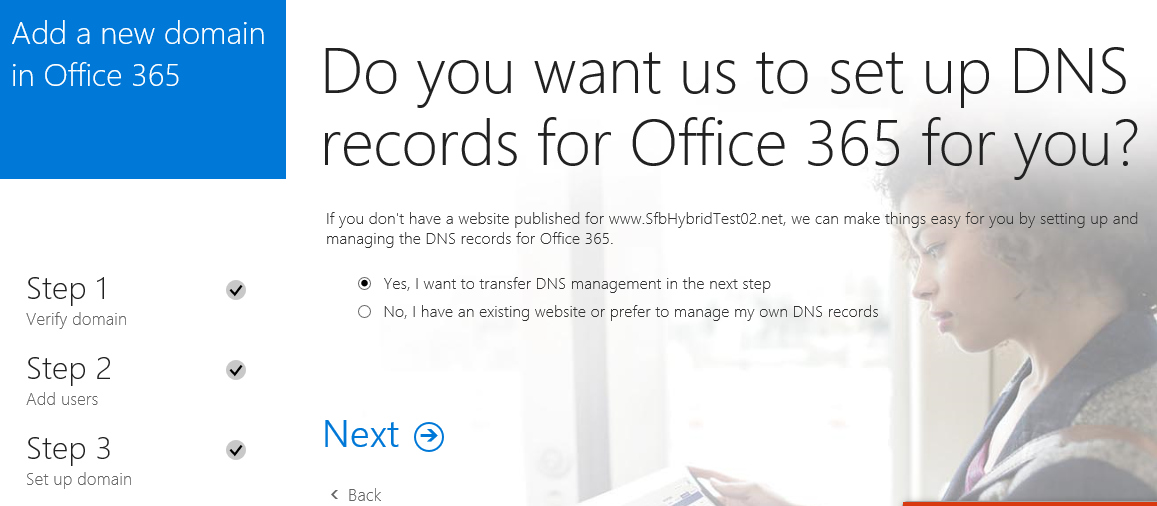 Add a new domain
in Office 365
Do you want us to set up DNS
records for Office 365 for you?
If you don't have a website published for www.SfbHybridTest02.net, we can make things easy for you by setting up and
managing the DNS records for Office 365.
Yes, I want to transfer DNS management in the next step
No, I have an existing website or prefer to manage my own DNS records
Step 1
Verify domain
Step 2
Add users
Step 3
Set up domain
Next
Back